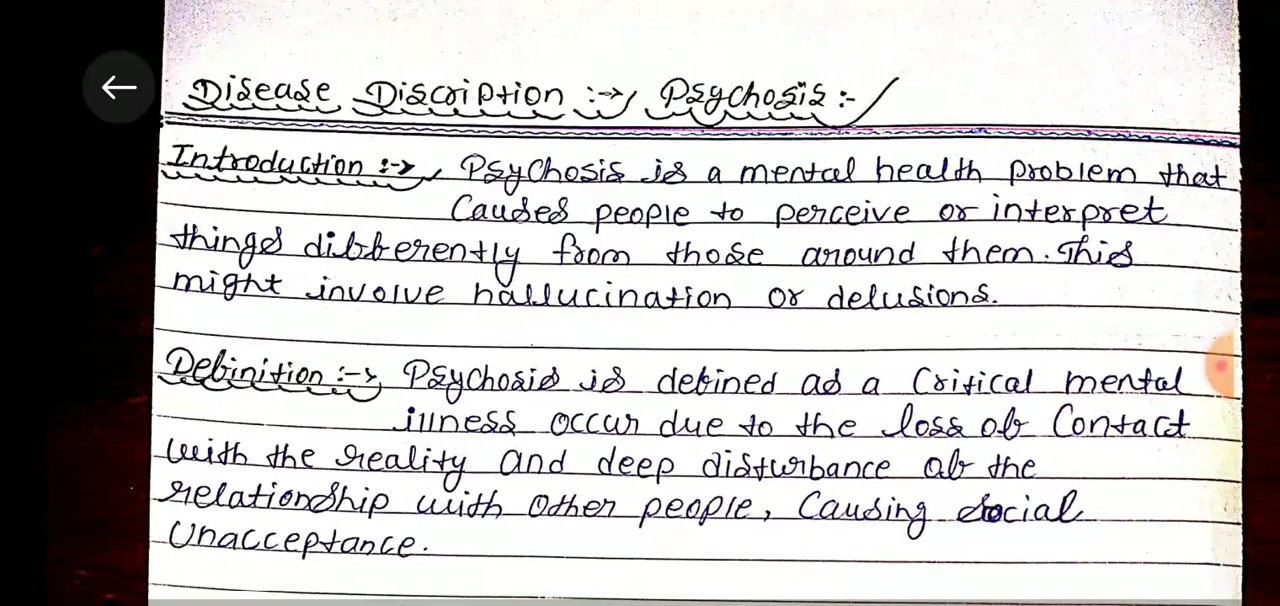 Disease Discription :→ Psychosis :-
Introduction :→ Psychosis is a mental health problem that
Causes people to perceive or interpret
things differently from those around them. This
might involve hallucination or delusions.
Definition :→ Psychosis is defined as a Critical mental
illness occur due to the loss of Contact
with the reality and deep disturbance of the
relationship with Other people, Causing social
Unacceptance.